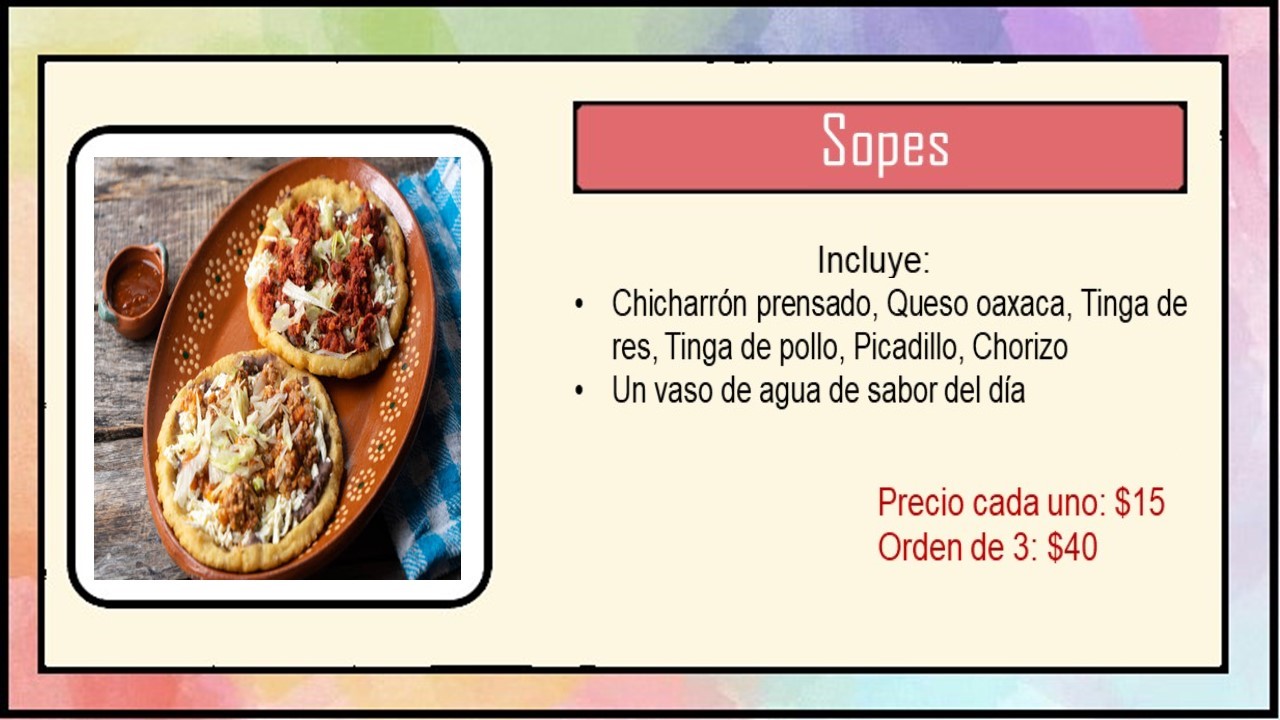 Sopes
Incluye:
• Chicharrón prensado, Queso oaxaca, Tinga de
res, Tinga de pollo, Picadillo, Chorizo
• Un vaso de agua de sabor del día
Precio cada uno: $15
Orden de 3: $40